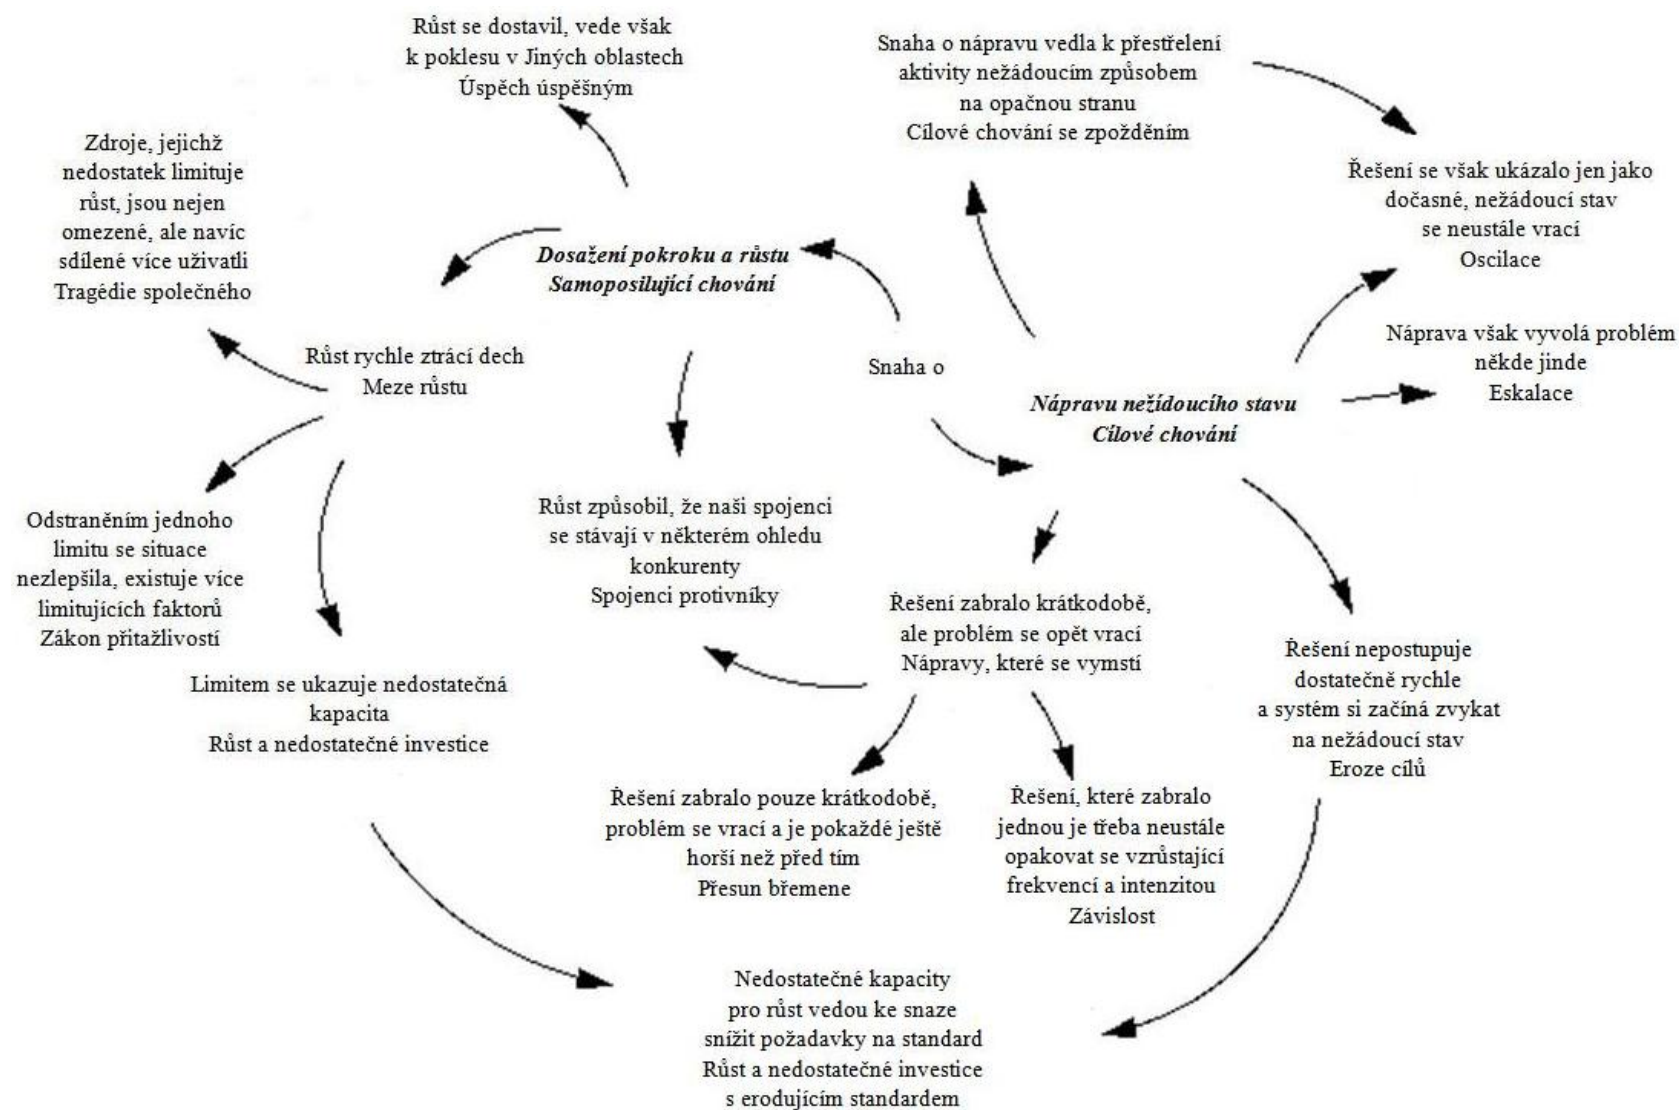 Růst se dostavil, vede však
k poklesu v Jiných oblastech
Úspěch úspěšným
Snaha o nápravu vedla k přestřelení
aktivity nežádoucím způsobem
na opačnou stranu
Cílové chování se zpožděním
Zdroje, jejichž
nedostatek limituje
růst, jsou nejen
omezené, ale navíc
sdílené více uživatli
Tragédie společného
Řešení se však ukázalo jen jako
dočasné, nežádoucí stav
se neustále vrací
Oscilace
Dosažení pokroku a růstu
Samoposilující chování
Růst rychle ztrácí dech
Meze růstu
Snaha o
Náprava však vyvolá problém
někde jinde
Eskalace
Nápravu nežídoucího stavu
Cílové chování
Odstraněním jednoho
limitu se situace
nezlepšila, existuje více
limitujících faktorů
Zákon přitažlivostí
Růst způsobil, že naši spojenci
se stávají v některém ohledu
konkurenty
Spojenci protivníky
Řešení zabralo krátkodobě,
ale problém se opět vrací
Nápravy, které se vymstí
Řešení nepostupuje
dostatečně rychle
a systém si začíná zvykat
na nežádoucí stav
Eroze cílů
Limitem se ukazuje nedostatečná
kapacita
Růst a nedostatečné investice
Řešení zabralo pouze krátkodobě,
problém se vrací a je pokaždé ještě
horší než před tím
Přesun břemene
Řešení, které zabralo
jednou je třeba neustále
opakovat se vzrůstající
frekvencí a intenzitou
Závislost
Nedostatečné kapacity
pro růst vedou ke snaze
snížit požadavky na standard
Růst a nedostatečné investice
s erodujícím standardem